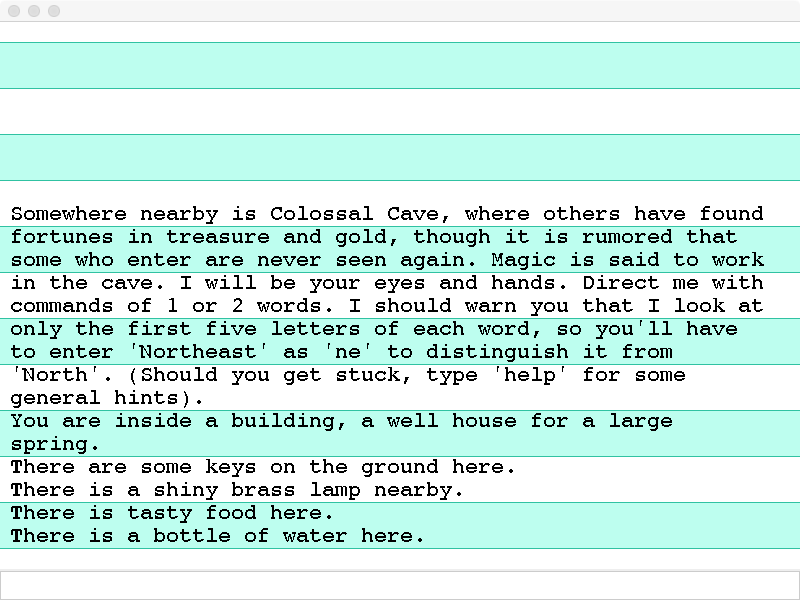 Somewhere nearby is Colossal Cave, where others have found
fortunes in treasure and gold, though it is rumored that
some who enter are never seen again. Magic is said to work
in the cave. I will be your eyes and hands. Direct me with
commands of 1 or 2 words. I should warn you that I look at
only the first five letters of each word, so you'll have
to enter 'Northeast' as 'ne' to distinguish it from
'North'. (Should you get stuck, type 'help' for some
general hints).
You are inside a building, a well house for a large
spring.
There are some keys on the ground here.
There is a shiny brass lamp nearby.
There is tasty food here.
There is a bottle of water here.